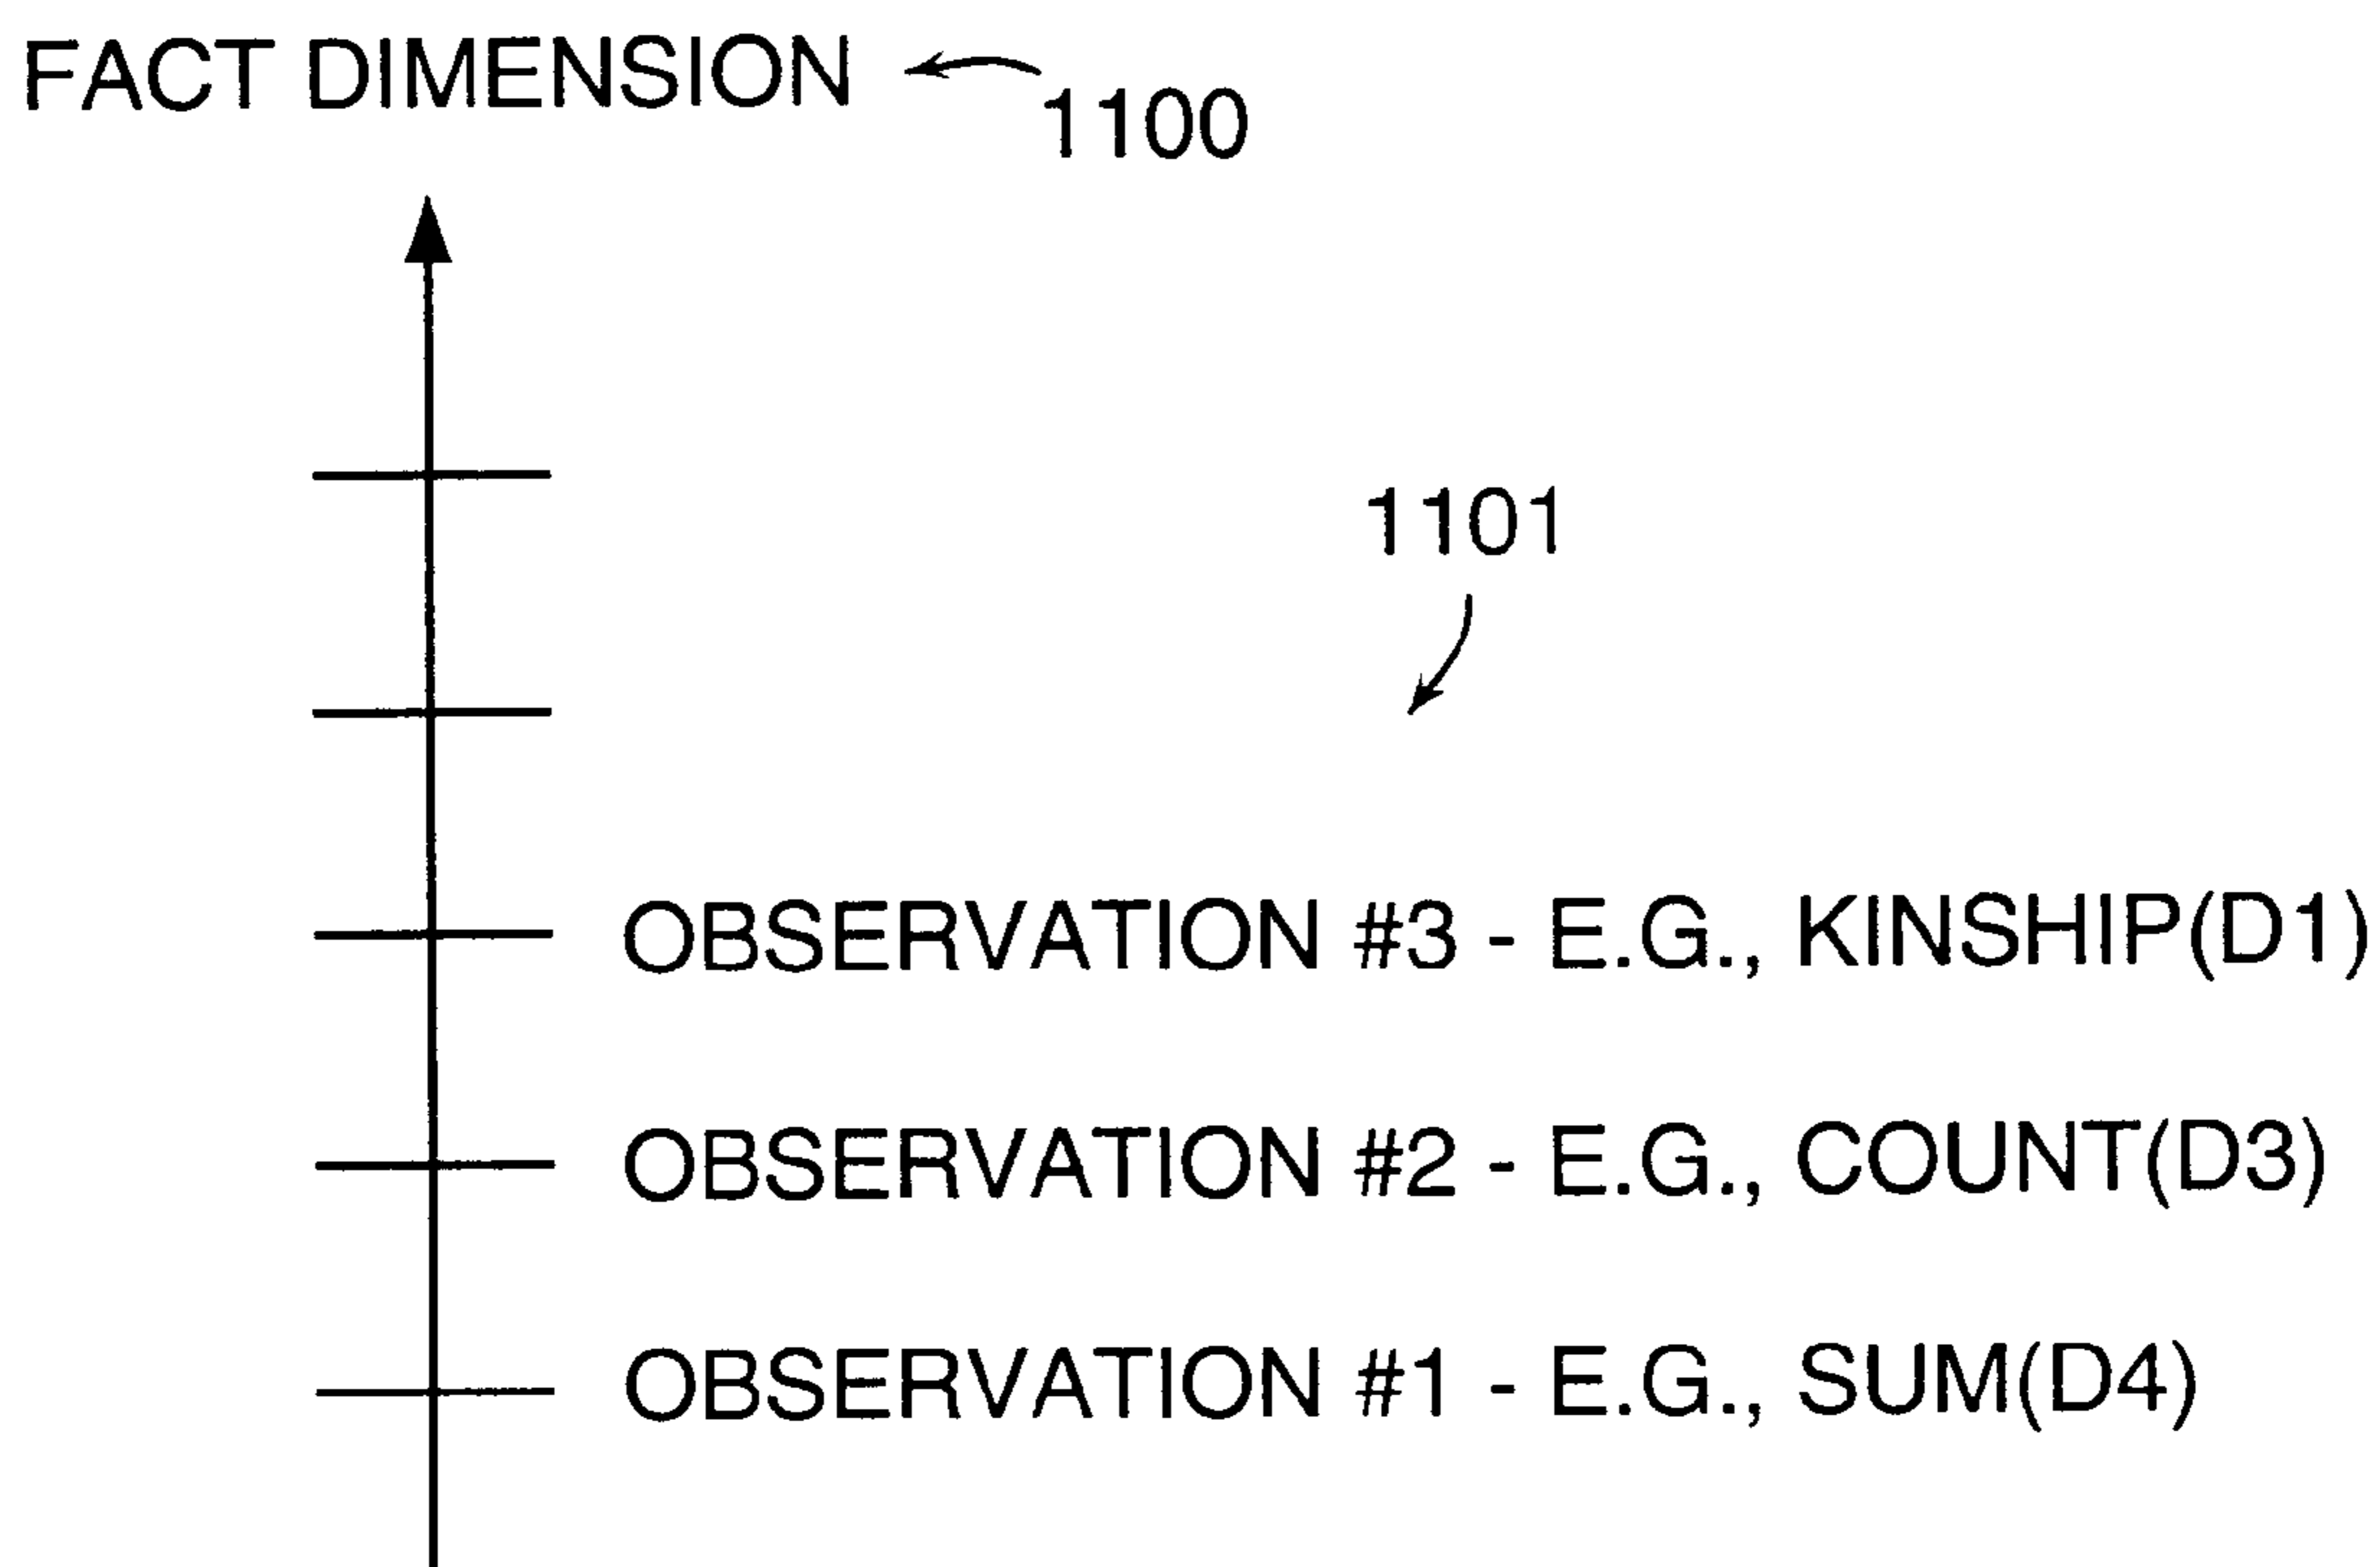 FACT DIMENSION
1100
1101
OBSERVATION #3 - E.G., KINSHIP(D1)
OBSERVATION #2 - E.G., COUNT(D3)
OBSERVATION #1 - E.G., SUM(D4)